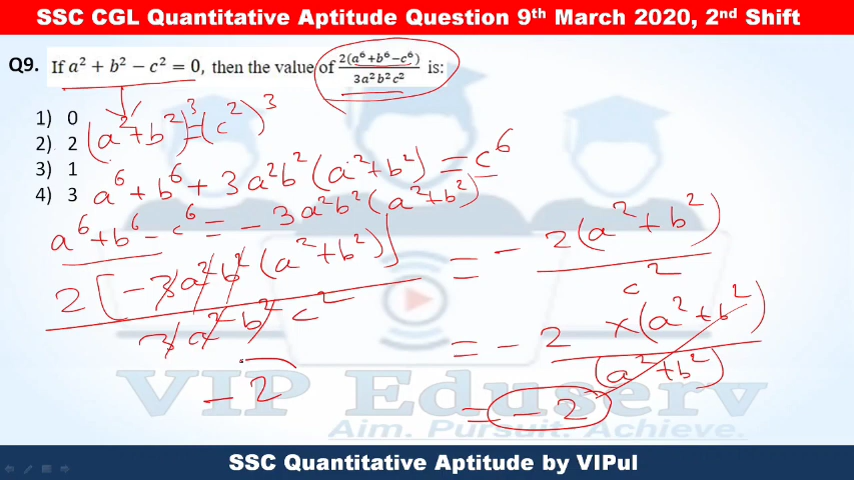 SSC CGL Quantitative Aptitude Question 9th March 2020, 2nd Shift
Q9. If a² + b² − c² = 0, then the value of 2(a⁶+b⁶−c⁶)/3a²b²c² is:
1) 0
2) 2
3) 1
4) 3
(a²+b²)³=(c²)³
a⁶+b⁶+3a²b²(a²+b²)=c⁶
a⁶+b⁶-c⁶=-3a²b²(a²+b²)
2[-3a²b²(a²+b²)]/3a²b²c² = -2(a²+b²)/c²
= -2×(a²+b²)/(a²+b²)
-2
= -2
VIP Eduserv
Aim. Pursuit. Achieve.
SSC Quantitative Aptitude by VIPul